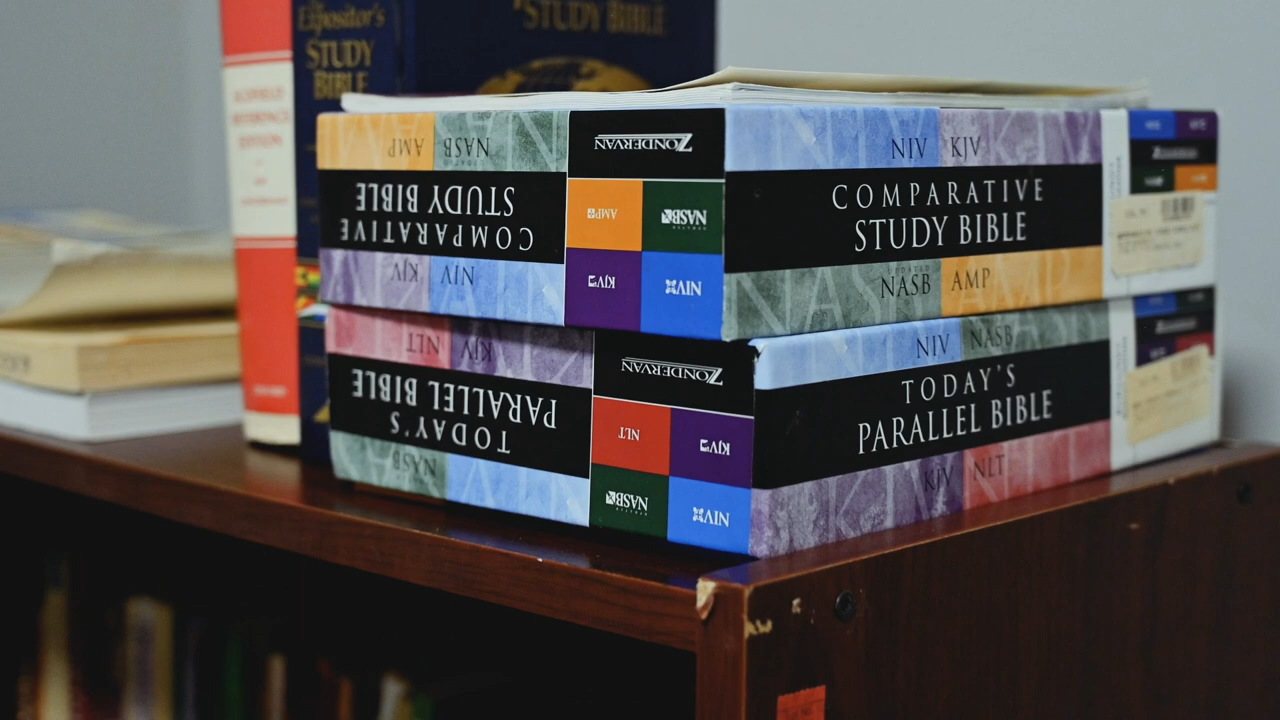 The
Expositor's
STUDY
BIBLE
STUDY BIBLE
AMP
NASB
ZONDERVAN
COMPARATIVE
STUDY BIBLE
AMP
NASB
KJV
NIV
KJV
NIV
NIV
KJV
COMPARATIVE
STUDY BIBLE
UPDATED
NASB
AMP
ZONDERVAN
NLT
KJV
ZONDERVAN
TODAY'S
PARALLEL BIBLE
NLT
KJV
NASB
NIV
NASB
NIV
NASB
TODAY'S
PARALLEL BIBLE
KJV
NLT